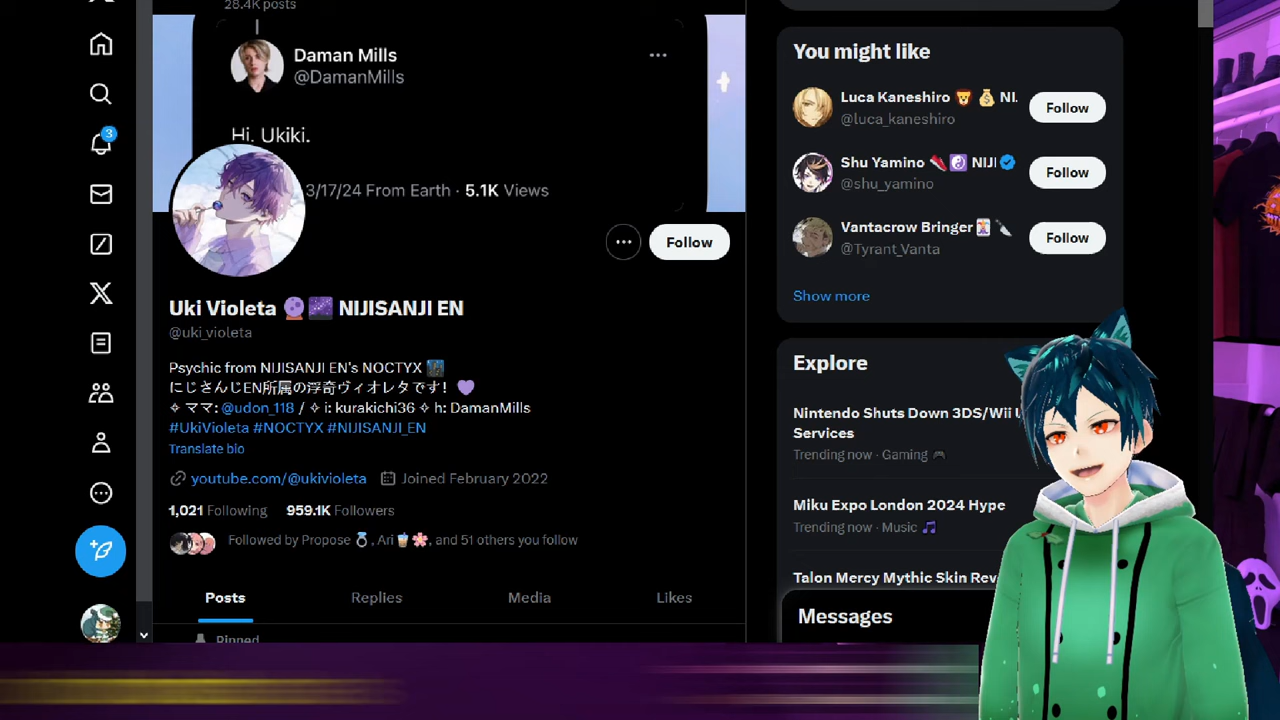 28.4K posts
Daman Mills
@DamanMills
Hi, Ukiki.
3/17/24 From Earth · 5.1K Views
Follow
Uki Violeta 🔮🌌 NIJISANJI EN
@uki_violeta
Psychic from NIJISANJI EN's NOCTYX 🌃
にじさんじEN所属の浮奇ヴィオレタです! 💜
✧ ママ: @udon_118 / ✧ i: kurakichi36 ✧ h: DamanMills
#UkiVioleta #NOCTYX #NIJISANJI_EN
Translate bio
youtube.com/@ukivioleta Joined February 2022
1,021 Following 959.1K Followers
Followed by Propose 💍, Ari 🧋🌸, and 51 others you follow
Posts Replies Media Likes
Pinned
3
You might like
Luca Kaneshiro 🦁 💰 NI.
@luca_kaneshiro
Follow
Shu Yamino 👟 ☯️ NIJI
@shu_yamino
Follow
Vantacrow Bringer 🃏 🔪
@Tyrant_Vanta
Follow
Show more
Explore
Nintendo Shuts Down 3DS/Wii U
Services
Trending now · Gaming 🎮
Miku Expo London 2024 Hype
Trending now · Music 🎵
Talon Mercy Mythic Skin Rev
Messages